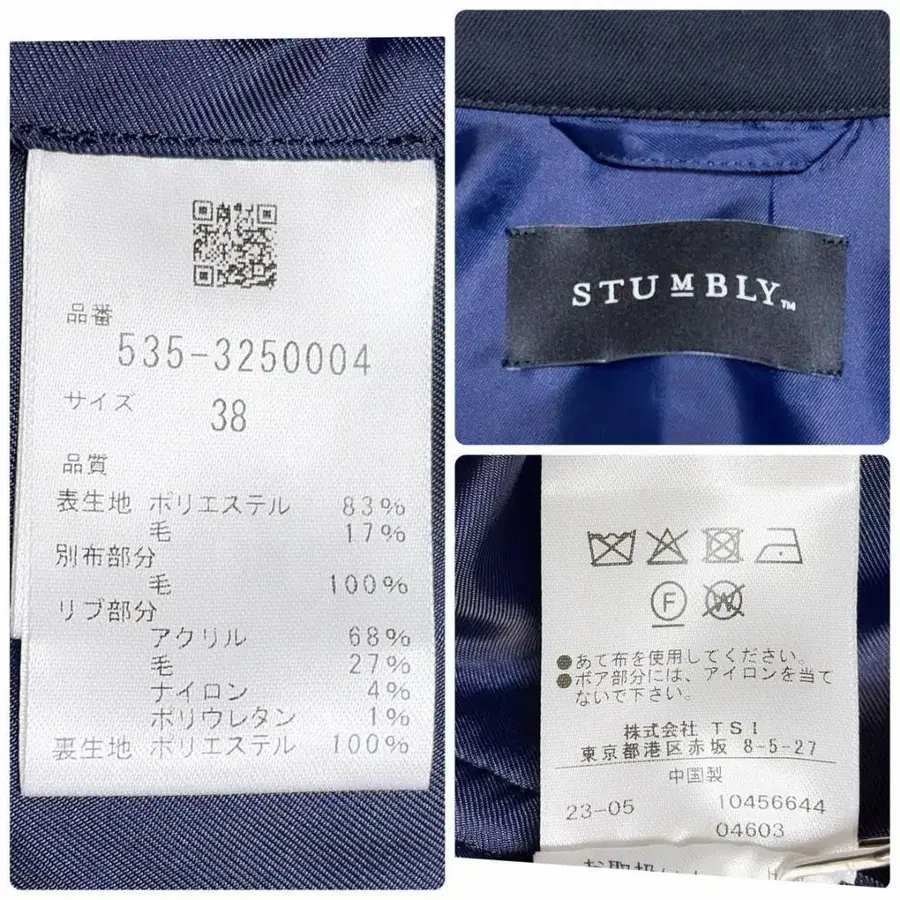 品番
535-3250004
サイズ 38
品質
表生地 ポリエステル 83%
毛 17%
別布部分
毛 100%
リブ部分
アクリル 68%
毛 27%
ナイロン 4%
ポリウレタン 1%
裏生地 ポリエステル 100%
STUMBLY™
F W
●あて布を使用してください。
●ボア部分には、アイロンを当て
ないで下さい。
株式会社 TSI
東京都港区赤坂 8-5-27
中国製
23-05 10456644
04603